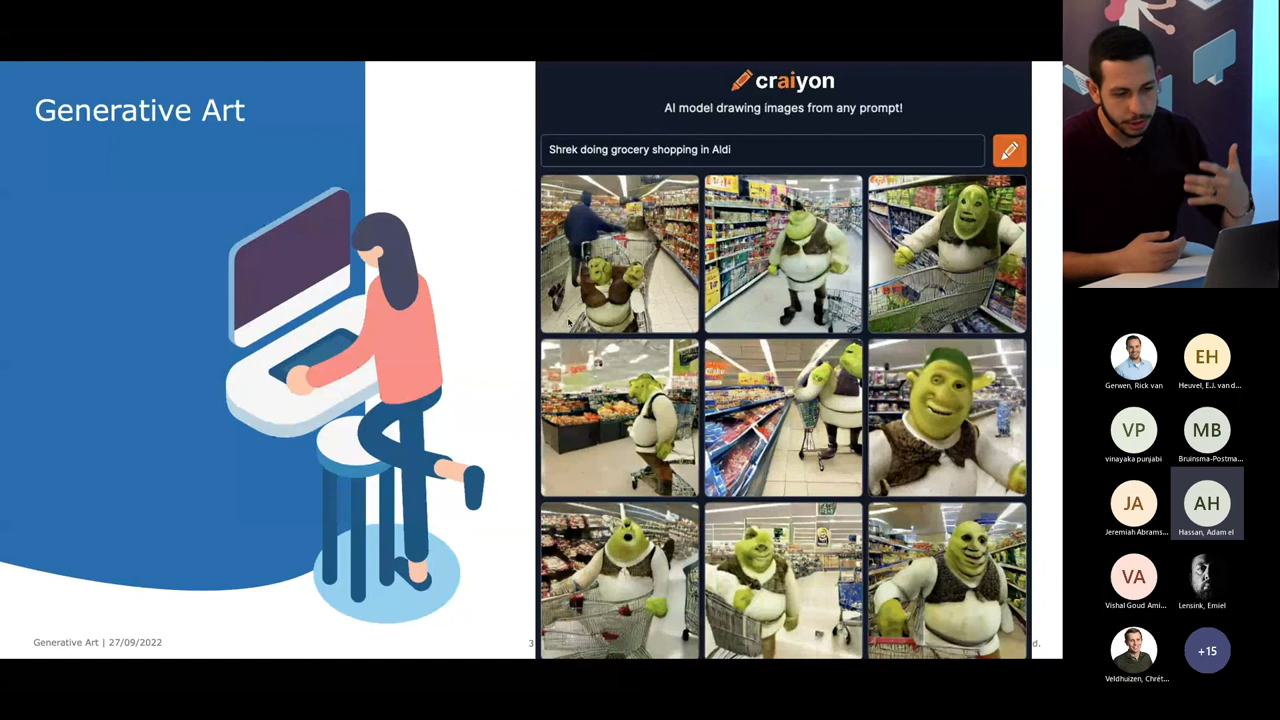 Generative Art
craiyon
AI model drawing images from any prompt!
Shrek doing grocery shopping in Aldi
Generative Art | 27/09/2022
3
d.
Gerwen, Rick van
EH
Heuvel, E.J. van d...
VP
vinayaka punjabi
MB
Bruinsma-Postma...
JA
Jeremiah Abrams...
AH
Hassan, Adam el
VA
Vishal Goud Ami...
Lensink, Emiel
Veldhuizen, Chrét...
+15